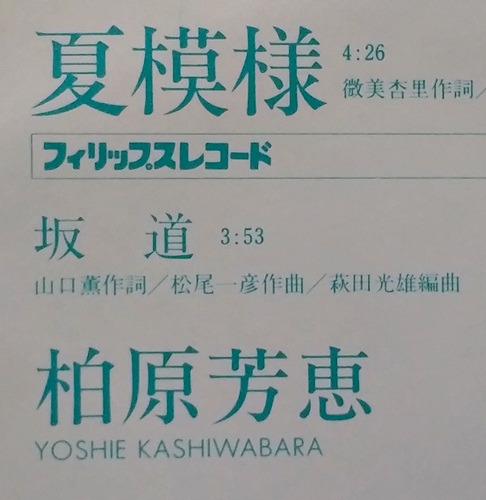 夏模様 4:26
微美杏里作詞／
フィリップスレコード
坂道 3:53
山口薫作詞／松尾一彦作曲／萩田光雄編曲
柏原芳恵
YOSHIE KASHIWABARA